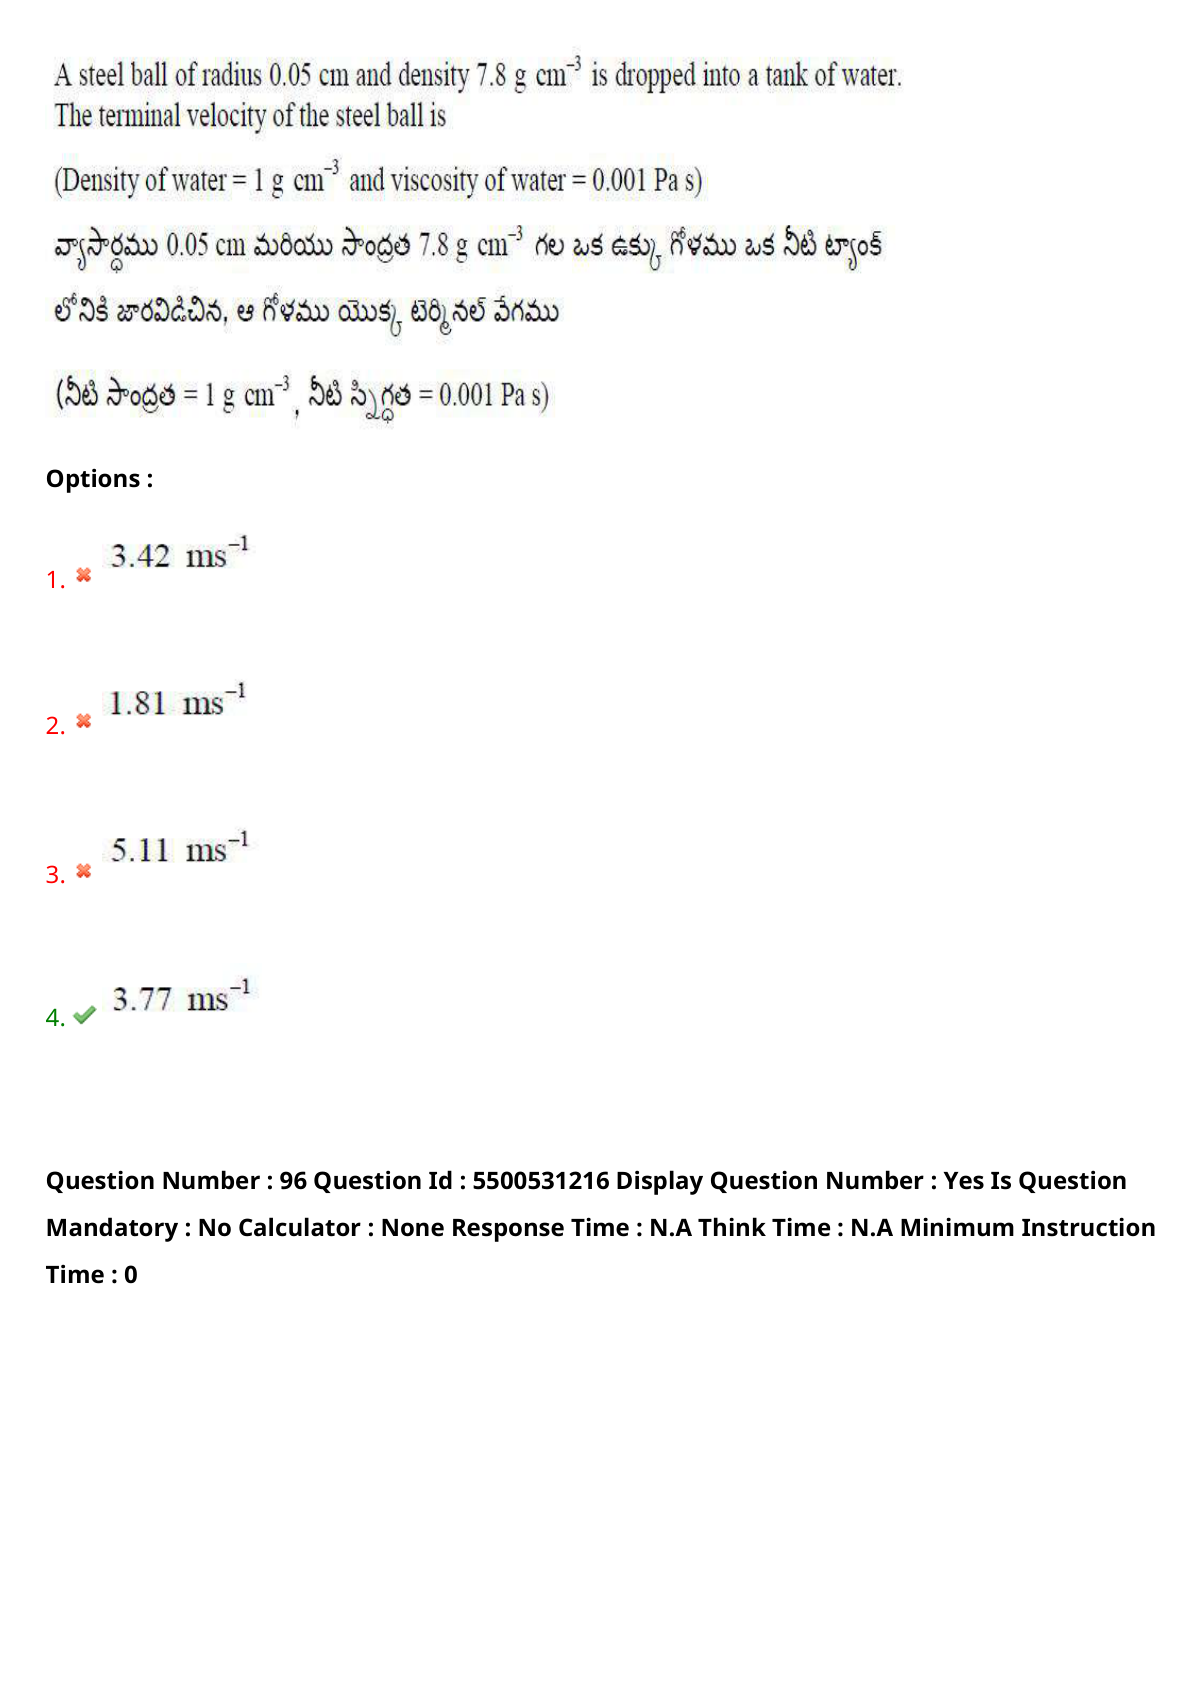 A steel ball of radius 0.05 cm and density 7.8 g cm⁻³ is dropped into a tank of water.
The terminal velocity of the steel ball is
(Density of water = 1 g cm⁻³ and viscosity of water = 0.001 Pa s)
వ్యాసార్ధము 0.05 cm మరియు సాంద్రత 7.8 g cm⁻³ గల ఒక ఉక్కు గోళము ఒక నీటి ట్యాంక్
లోనికి జారవిడిచిన, ఆ గోళము యొక్క టెర్మినల్ వేగము
(నీటి సాంద్రత = 1 g cm⁻³, నీటి స్నిగ్ధత = 0.001 Pa s)
Options :
1. 3.42 ms⁻¹
2. 1.81 ms⁻¹
3. 5.11 ms⁻¹
4. 3.77 ms⁻¹
Question Number : 96 Question Id : 5500531216 Display Question Number : Yes Is Question
Mandatory : No Calculator : None Response Time : N.A Think Time : N.A Minimum Instruction
Time : 0